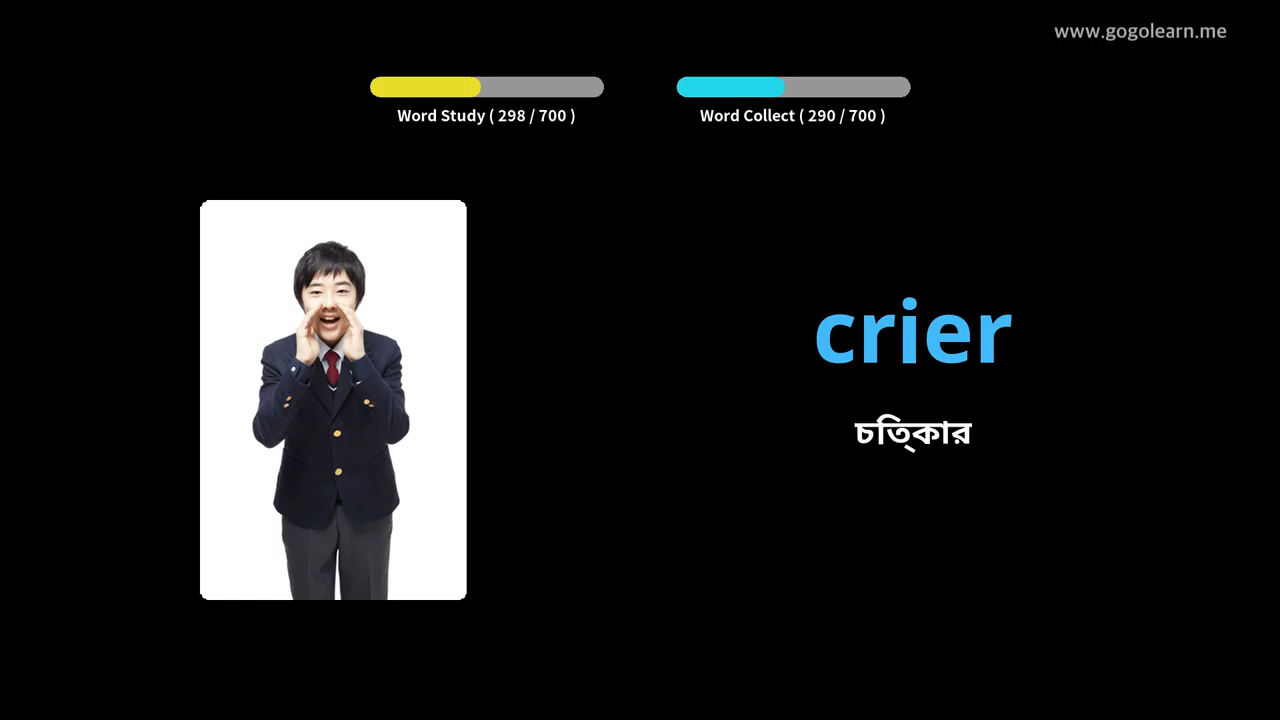 www.gogolearn.me
Word Study ( 298 / 700 )
Word Collect ( 290 / 700 )
crier
চতি্কার